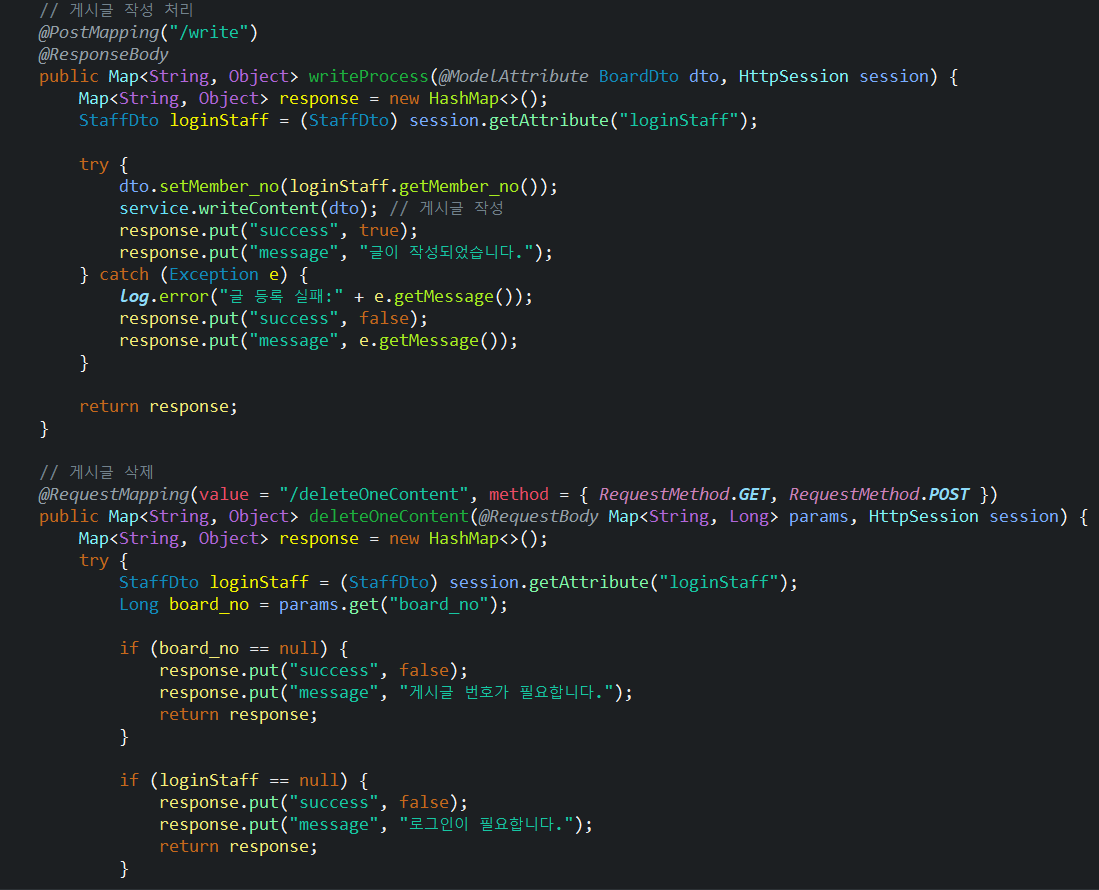 // 게시글 작성 처리
@PostMapping("/write")
@ResponseBody
public Map<String, Object> writeProcess(@ModelAttribute BoardDto dto, HttpSession session) {
    Map<String, Object> response = new HashMap<>();
    StaffDto loginStaff = (StaffDto) session.getAttribute("loginStaff");

    try {
        dto.setMember_no(loginStaff.getMember_no());
        service.writeContent(dto); // 게시글 작성
        response.put("success", true);
        response.put("message", "글이 작성되었습니다.");
    } catch (Exception e) {
        log.error("글 등록 실패:" + e.getMessage());
        response.put("success", false);
        response.put("message", e.getMessage());
    }

    return response;
}

// 게시글 삭제
@RequestMapping(value = "/deleteOneContent", method = { RequestMethod.GET, RequestMethod.POST })
public Map<String, Object> deleteOneContent(@RequestBody Map<String, Long> params, HttpSession session) {
    Map<String, Object> response = new HashMap<>();
    try {
        StaffDto loginStaff = (StaffDto) session.getAttribute("loginStaff");
        Long board_no = params.get("board_no");

        if (board_no == null) {
            response.put("success", false);
            response.put("message", "게시글 번호가 필요합니다.");
            return response;
        }

        if (loginStaff == null) {
            response.put("success", false);
            response.put("message", "로그인이 필요합니다.");
            return response;
        }